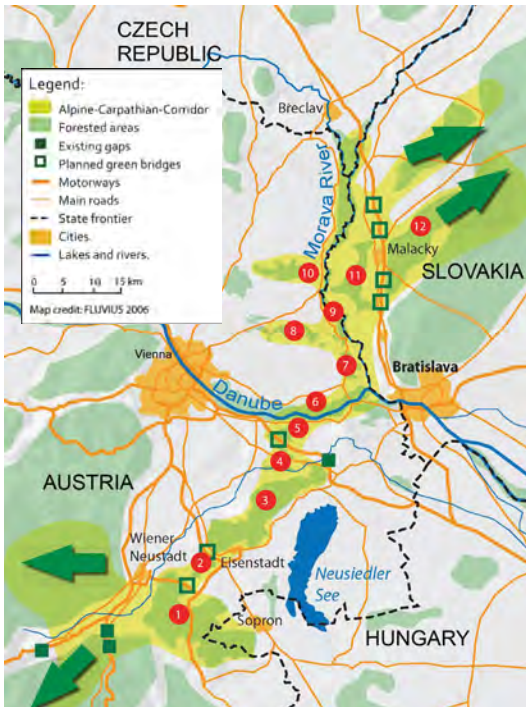 CZECH
REPUBLIC
Legend:
Alpine-Carpathian-Corridor
Forested areas
Existing gaps
Planned green bridges
Motorways
Main roads
State frontier
Cities
Lakes and rivers.
0 5 15 km
Map credit: FLUVIUS 2006
Breclav
Morava River
12
Malacky
SLOVAKIA
10
11
9
8
Vienna
7
Bratislava
Danube
6
5
4
AUSTRIA
3
Wiener
Neustadt
2
Eisenstadt
Neusiedler
See
1
Sopron
HUNGARY